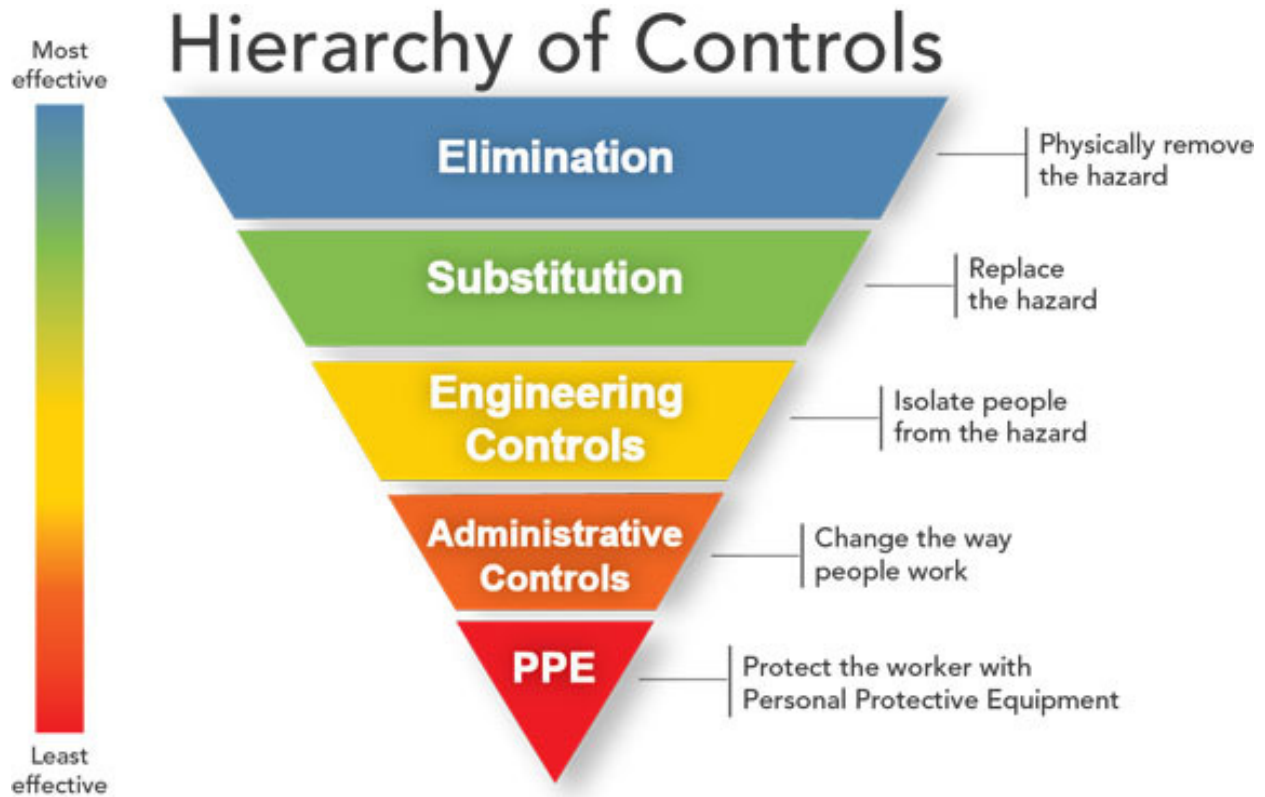 Hierarchy of Controls
Most
effective
Elimination
Physically remove
the hazard
Substitution
Replace
the hazard
Engineering
Controls
Isolate people
from the hazard
Administrative
Controls
Change the way
people work
PPE
Protect the worker with
Personal Protective Equipment
Least
effective